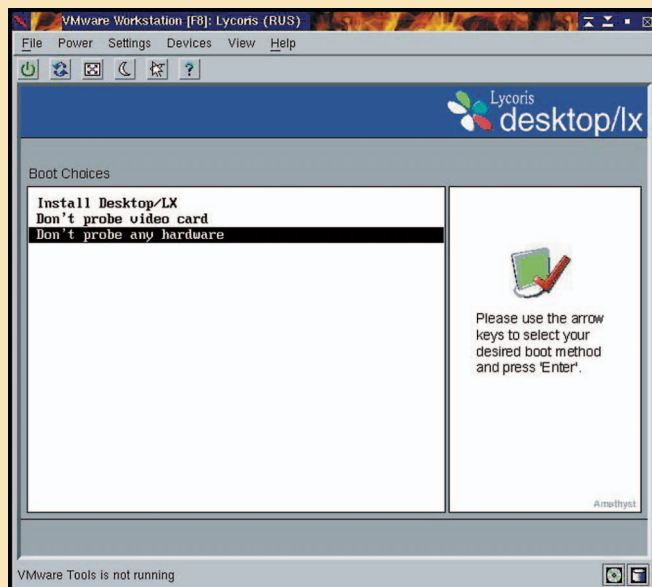 VMware Workstation [F8]: Lycoris (RUS)
File Power Settings Devices View Help
?
Lycoris
desktop/lx
Boot Choices
Install Desktop/LX
Don't probe video card
Don't probe any hardware
Please use the arrow
keys to select your
desired boot method
and press 'Enter'.
Amethyst
VMware Tools is not running